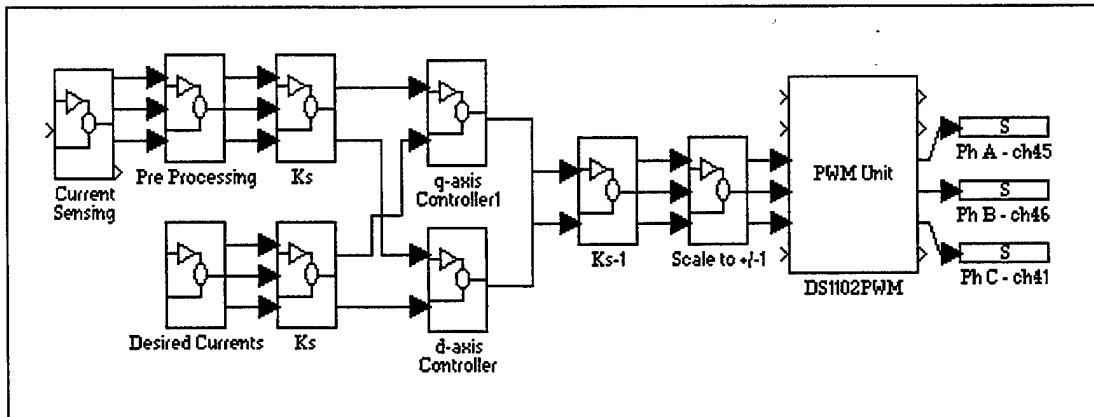 Current
Sensing
Pre Processing
Ks
q-axis
Controller1
Desired Currents
Ks
d-axis
Controller
Ks-1
Scale to +/-1
PWM Unit
DS1102PWM
S
Ph A - ch45
S
Ph B - ch46
S
Ph C - ch41